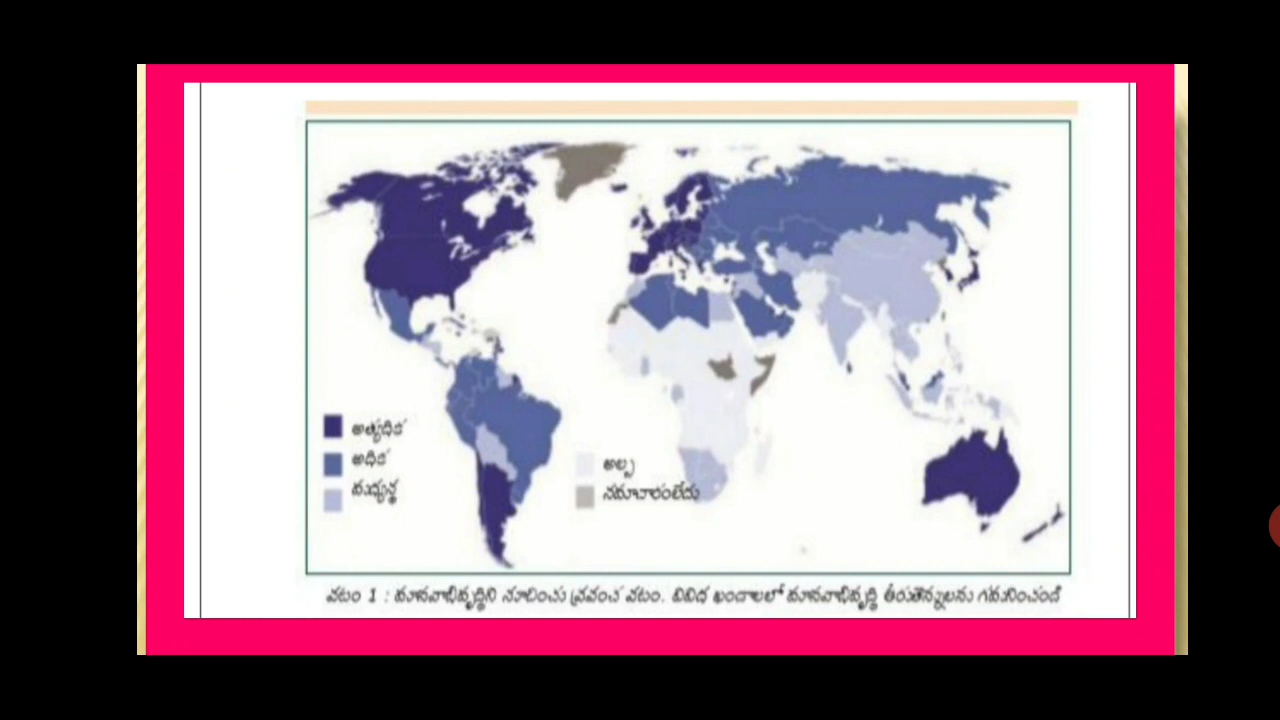 అత్యధిక
అధిక
మధ్యస్థ
అల్ప
సమాచారంలేదు
పటం 1 : మానవాభివృద్ధిని సూచించు ప్రపంచ పటం. వివిధ ఖండాలలో మానవాభివృద్ధి తీరుతెన్నులను గమనించండి